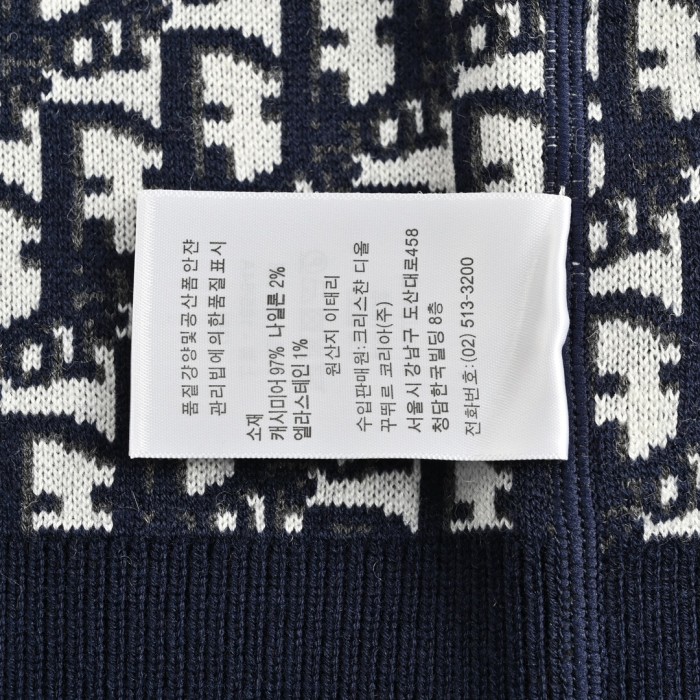 품질강양및공산품안쟌
관리법에의한품질 표시
소재
캐시미어 97% 나일론 2%
엘라스테인 1%
원산지 이태리
수입판매원:크리스챤 디올
꾸뛰르 코리아(주)
서울시 강남구 도산대로458
청담한국빌딩 8층
전화번호:(02) 513-3200